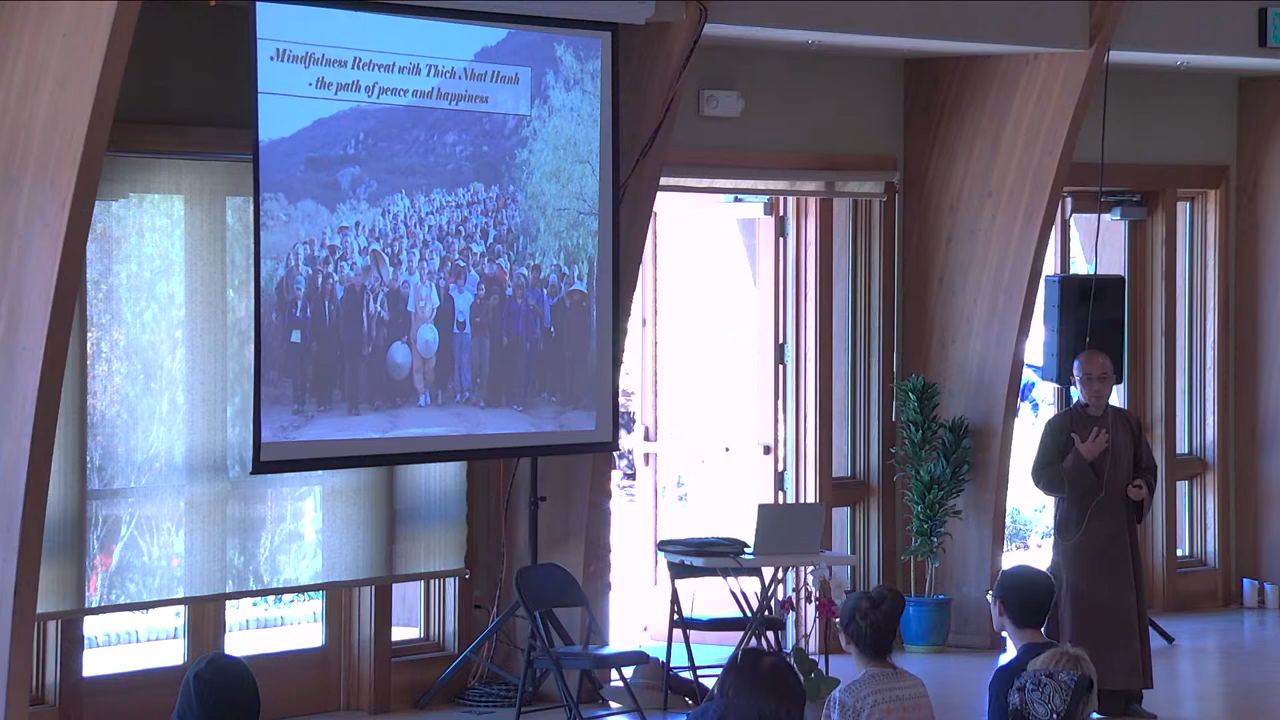 Mindfulness Retreat with Thich Nhat Hanh
- the path of peace and happiness